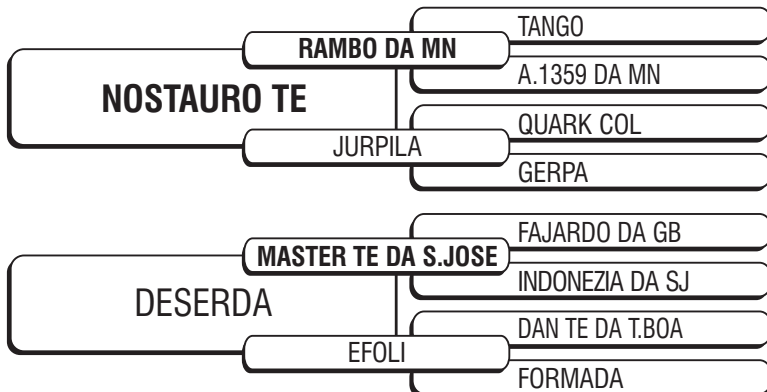 TANGO
RAMBO DA MN
A.1359 DA MN
NOSTAURO TE
QUARK COL
JURPILA
GERPA
FAJARDO DA GB
MASTER TE DA S.JOSE
INDONEZIA DA SJ
DESERDA
DAN TE DA T.BOA
EFOLI
FORMADA